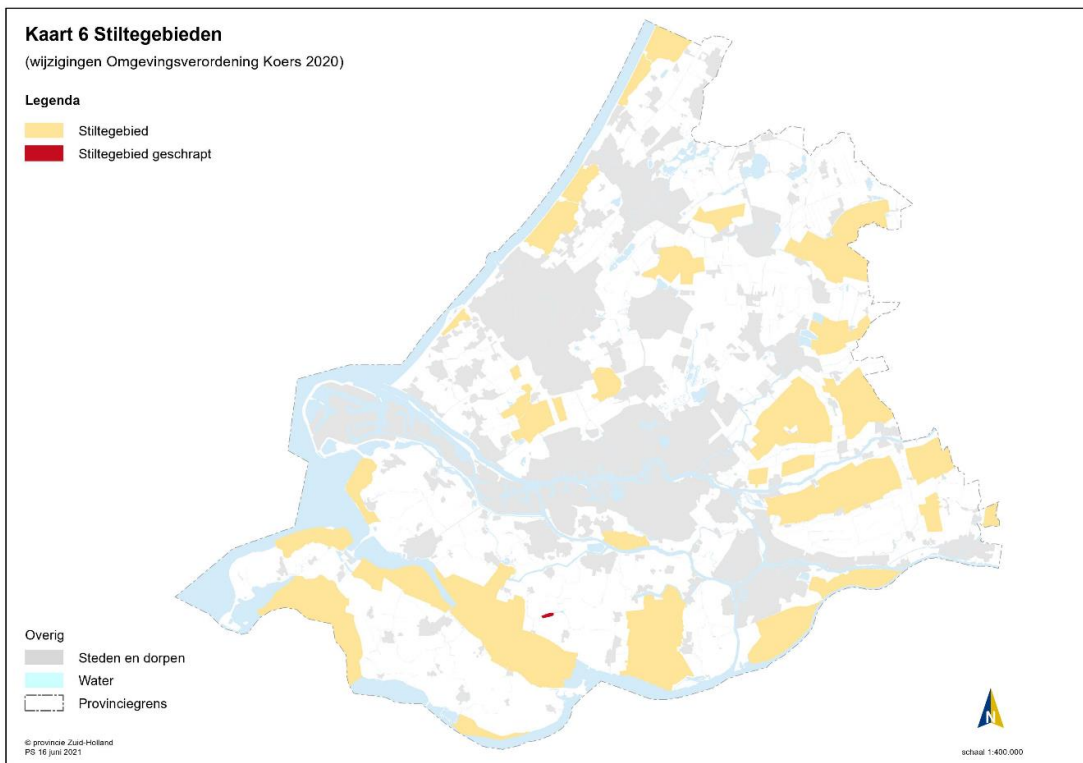 Kaart 6 Stiltegebieden
(wijzigingen Omgevingsverordening Koers 2020)
Legenda
Stiltegebied
Stiltegebied geschrapt
Overig
Steden en dorpen
Water
Provinciegrens
© provincie Zuid-Holland
PS 16 juni 2021
N
schaal 1:400.000